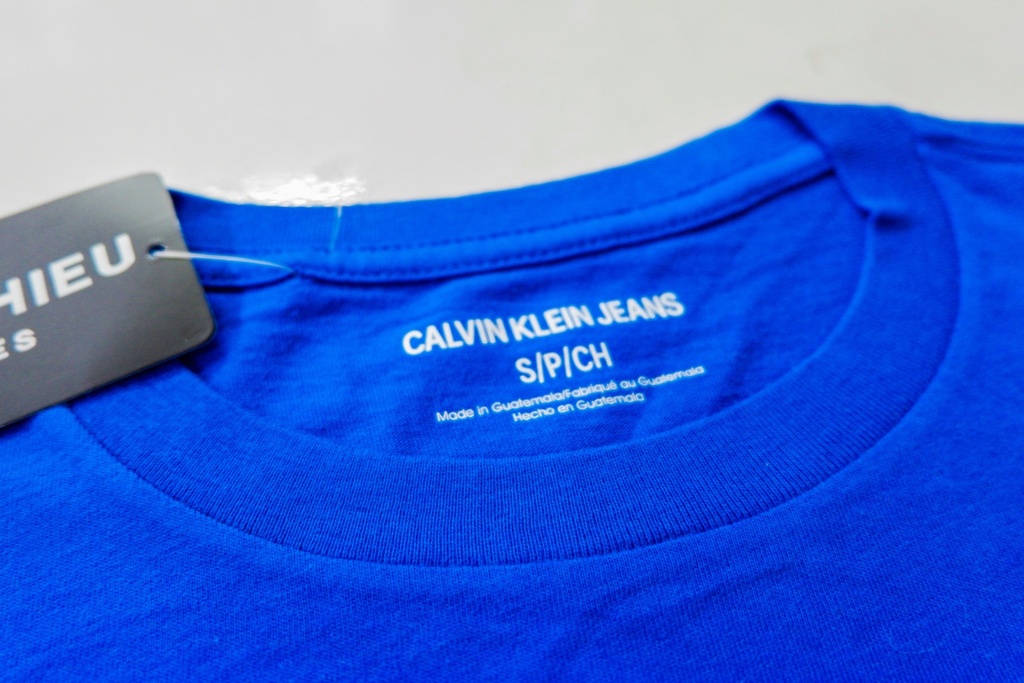 HIEU
ES
CALVIN KLEIN JEANS
S/P/CH
Made in Guatemala/Fabriqué au Guatemala
Hecho en Guatemala